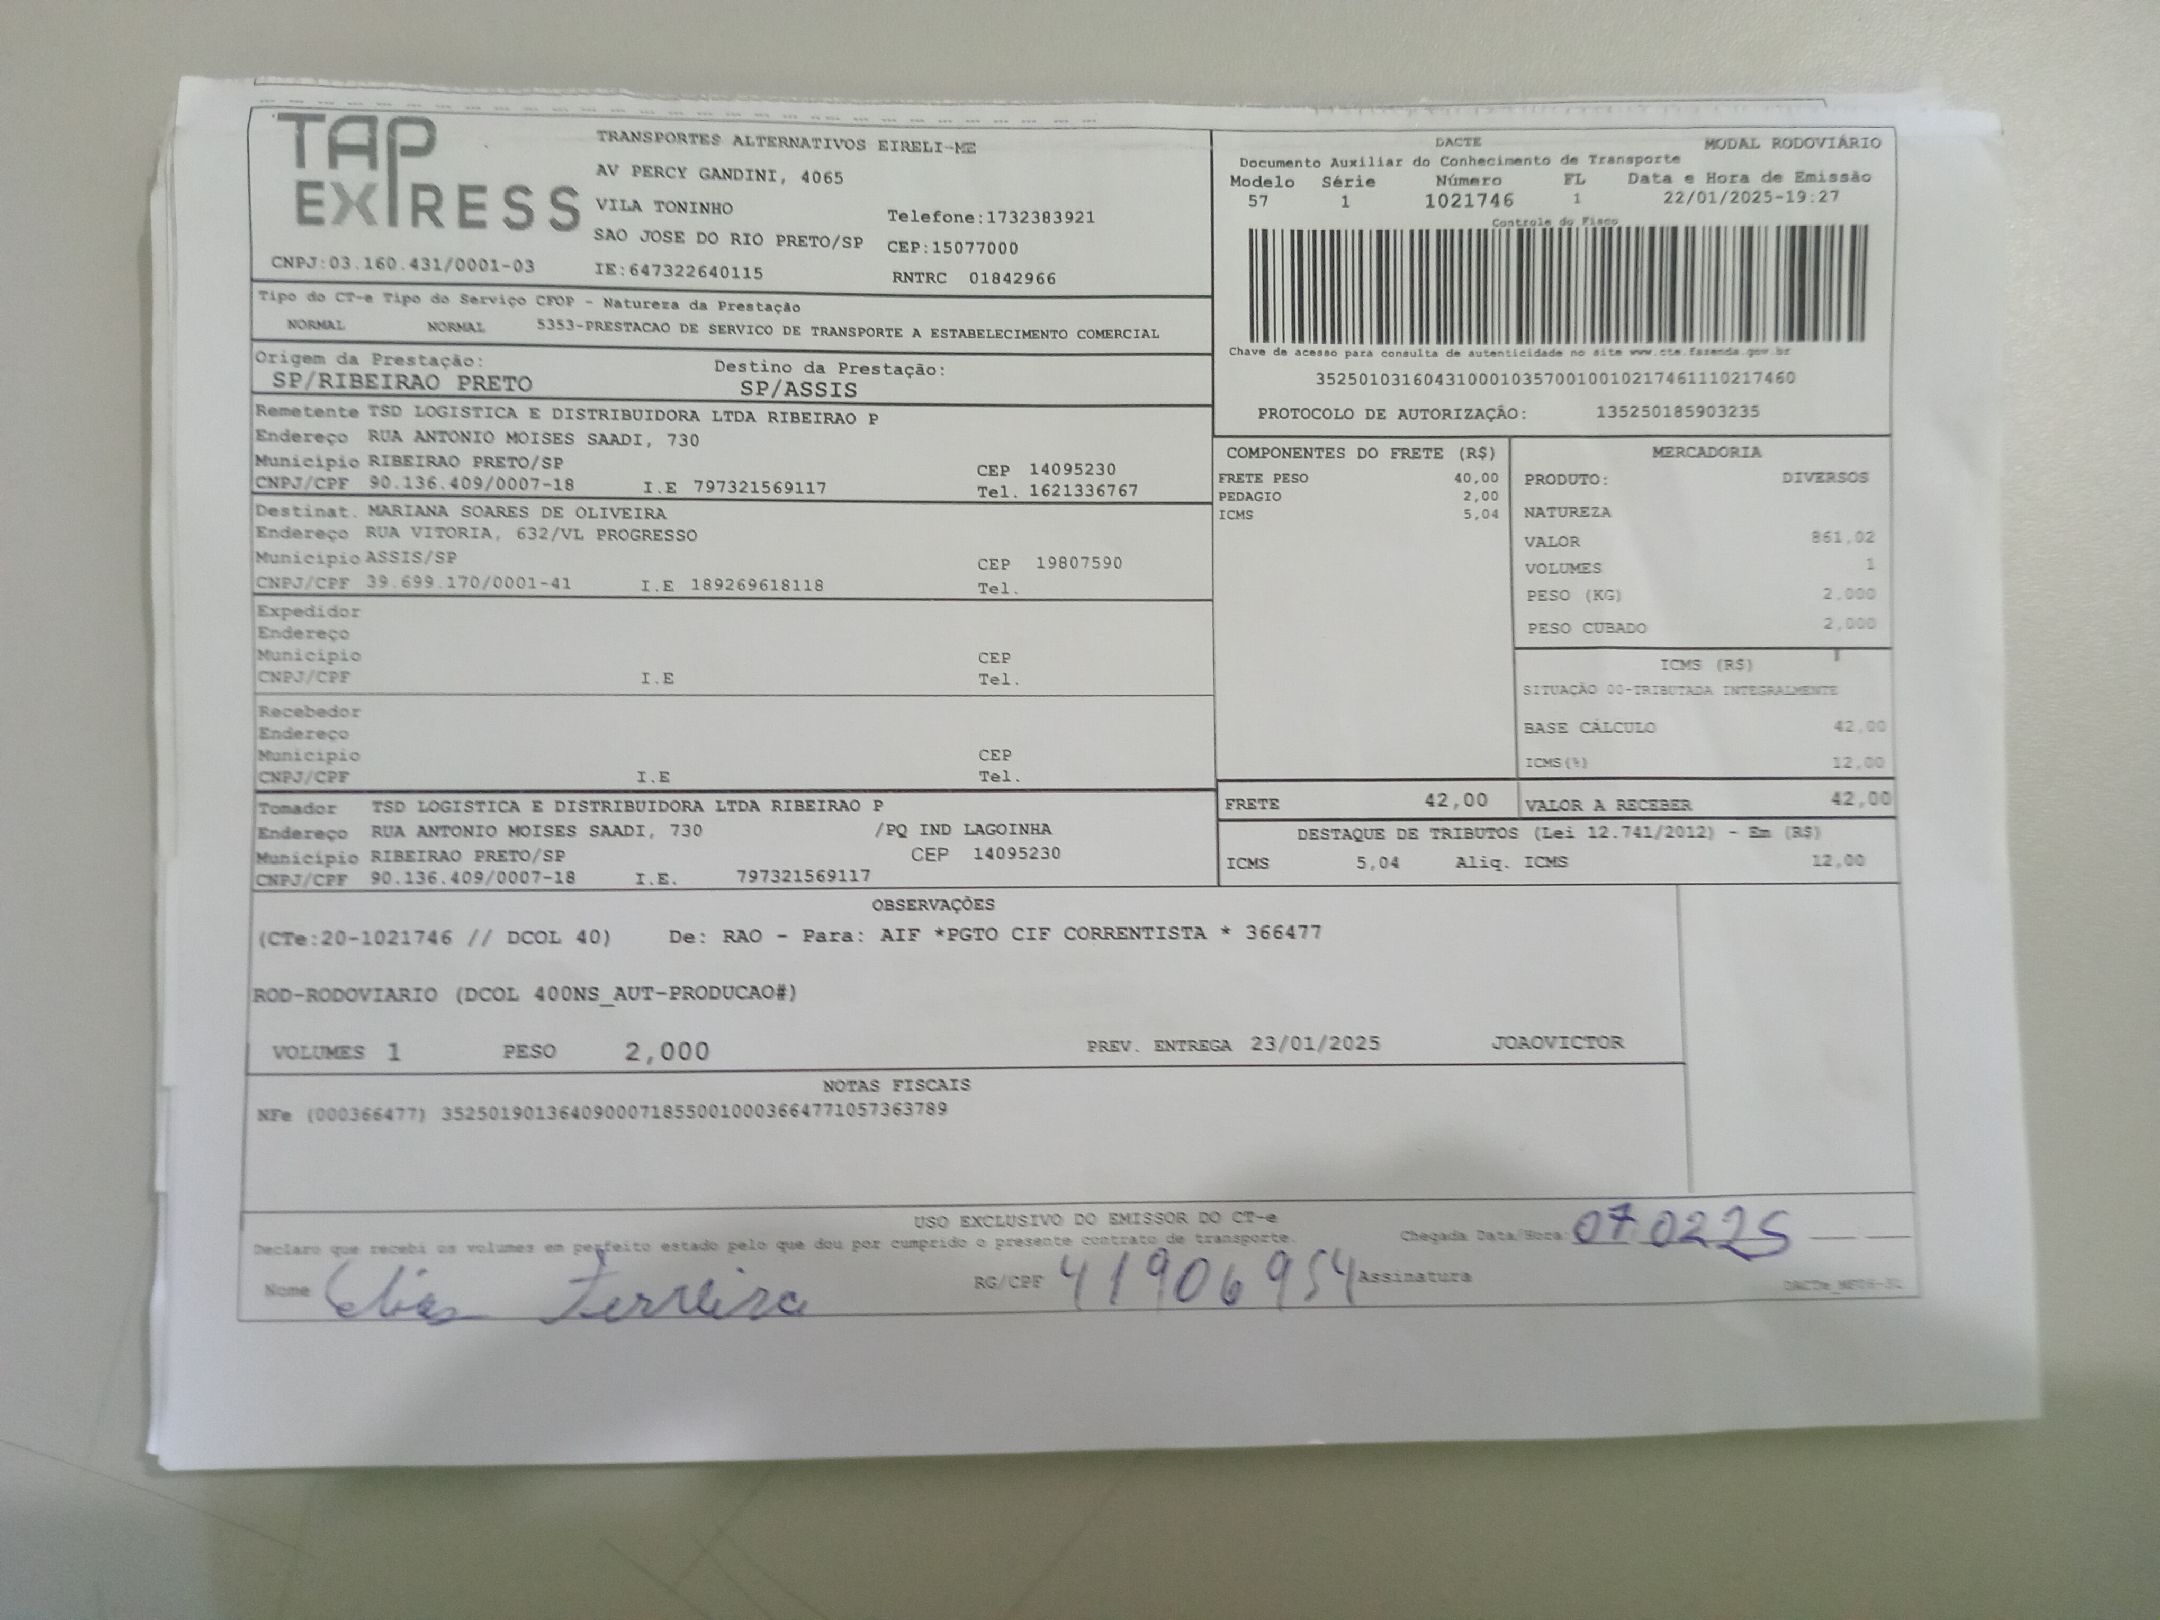 TAP EXPRESS
TRANSPORTES ALTERNATIVOS EIRELI-ME
AV PERCY GANDINI, 4065
VILA TONINHO Telefone:1732383921
SAO JOSE DO RIO PRETO/SP CEP:15077000
CNPJ:03.160.431/0001-03 IE:647322640115 RNTRC 01842966
DACTE MODAL RODOVIÁRIO
Documento Auxiliar do Conhecimento de Transporte
Modelo Série Número FL Data e Hora de Emissão
57 1 1021746 1 22/01/2025-19:27
Controle do Fisco
Chave de acesso para consulta de autenticidade no site www.cte.fazenda.gov.br
35250103160431000103570010010217461110217460
PROTOCOLO DE AUTORIZAÇÃO: 135250185903235
Tipo do CT-e Tipo do Serviço CFOP - Natureza da Prestação
NORMAL NORMAL 5353-PRESTACAO DE SERVICO DE TRANSPORTE A ESTABELECIMENTO COMERCIAL
Origem da Prestação: Destino da Prestação:
SP/RIBEIRAO PRETO SP/ASSIS
Remetente TSD LOGISTICA E DISTRIBUIDORA LTDA RIBEIRAO P
Endereço RUA ANTONIO MOISES SAADI, 730
Município RIBEIRAO PRETO/SP CEP 14095230
CNPJ/CPF 90.136.409/0007-18 I.E 797321569117 Tel. 1621336767
Destinat. MARIANA SOARES DE OLIVEIRA
Endereço RUA VITORIA, 632/VL PROGRESSO
Município ASSIS/SP CEP 19807590
CNPJ/CPF 39.699.170/0001-41 I.E 189269618118 Tel.
Expedidor
Endereço
Município CEP
CNPJ/CPF I.E Tel.
Recebedor
Endereço
Município CEP
CNPJ/CPF I.E Tel.
Tomador TSD LOGISTICA E DISTRIBUIDORA LTDA RIBEIRAO P
Endereço RUA ANTONIO MOISES SAADI, 730 /PQ IND LAGOINHA
Município RIBEIRAO PRETO/SP CEP 14095230
CNPJ/CPF 90.136.409/0007-18 I.E. 797321569117
COMPONENTES DO FRETE (R$)
FRETE PESO 40,00
PEDAGIO 2,00
ICMS 5,04
MERCADORIA
PRODUTO: DIVERSOS
NATUREZA
VALOR 861,02
VOLUMES 1
PESO (KG) 2,000
PESO CUBADO 2,000
ICMS (R$)
SITUAÇÃO 00-TRIBUTADA INTEGRALMENTE
BASE CÁLCULO 42,00
ICMS(%) 12,00
FRETE 42,00 VALOR A RECEBER 42,00
DESTAQUE DE TRIBUTOS (Lei 12.741/2012) - Em (R$)
ICMS 5,04 Aliq. ICMS 12,00
OBSERVAÇÕES
(CTe:20-1021746 // DCOL 40) De: RAO - Para: AIF *PGTO CIF CORRENTISTA * 366477
ROD-RODOVIARIO (DCOL 400NS_AUT-PRODUCAO#)
VOLUMES 1 PESO 2,000 PREV. ENTREGA 23/01/2025 JOAOVICTOR
NOTAS FISCAIS
NFe (000366477) 35250190136409000718550010003664771057363789
USO EXCLUSIVO DO EMISSOR DO CT-e
Declaro que recebi os volumes em perfeito estado pelo que dou por cumprido o presente contrato de transporte. Chegada Data/Hora: 07 02 25
Nome Elias Ferreira RG/CPF 41906954 Assinatura